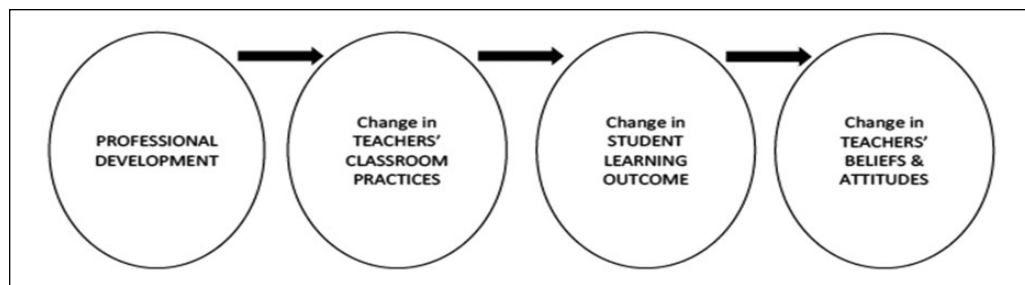 PROFESSIONAL
DEVELOPMENT
Change in
TEACHERS'
CLASSROOM
PRACTICES
Change in
STUDENT
LEARNING
OUTCOME
Change in
TEACHERS'
BELIEFS &
ATTITUDES